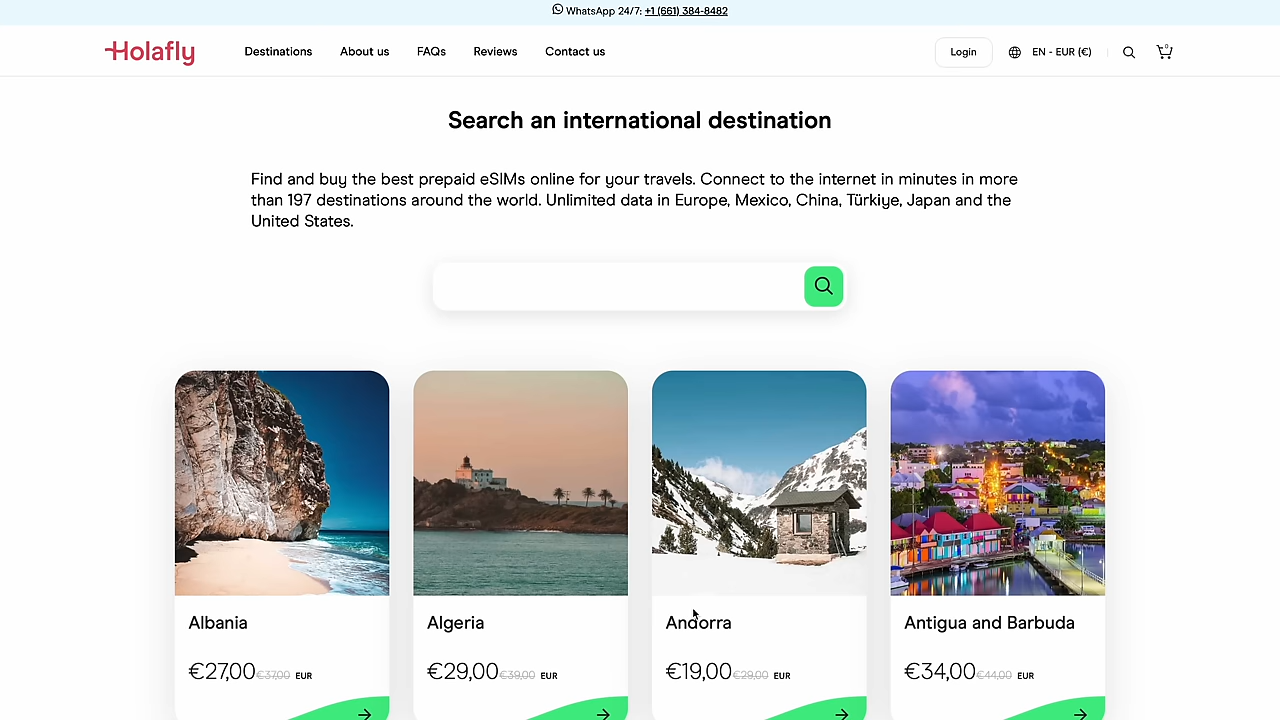 WhatsApp 24/7: +1 (661) 384-8482
Holafly
Destinations
About us
FAQs
Reviews
Contact us
Login
EN - EUR (€)
0
Search an international destination
Find and buy the best prepaid eSIMs online for your travels. Connect to the internet in minutes in more
than 197 destinations around the world. Unlimited data in Europe, Mexico, China, Türkiye, Japan and the
United States.
Albania
€27,00 €37,00 EUR
Algeria
€29,00 €39,00 EUR
Andorra
€19,00 €29,00 EUR
Antigua and Barbuda
€34,00 €44,00 EUR